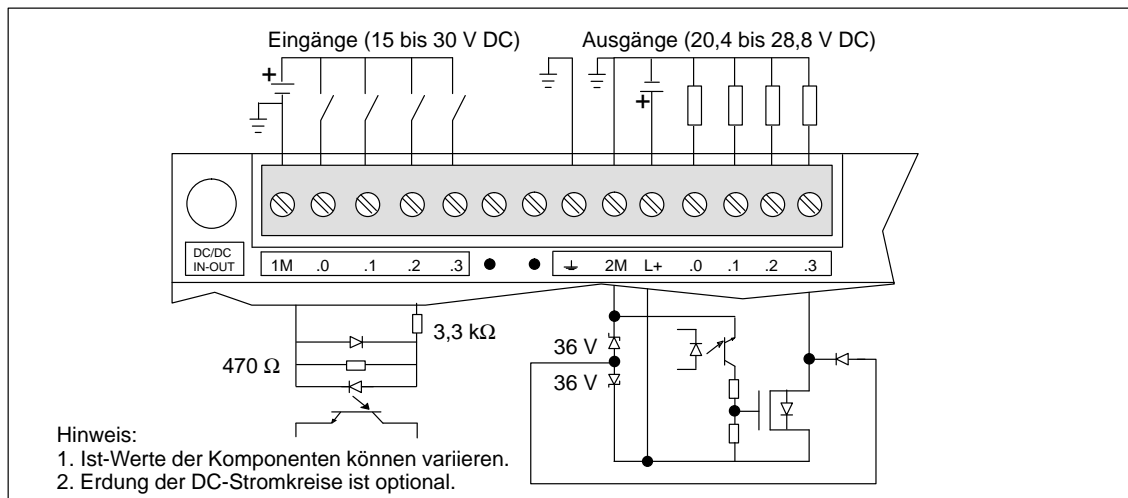 Eingänge (15 bis 30 V DC)
Ausgänge (20,4 bis 28,8 V DC)
+
+
DC/DC
IN-OUT
1M .0 .1 .2 .3 ● ● ⏚ 2M L+ .0 .1 .2 .3
3,3 kΩ
470 Ω
36 V
36 V
Hinweis:
1. Ist-Werte der Komponenten können variieren.
2. Erdung der DC-Stromkreise ist optional.